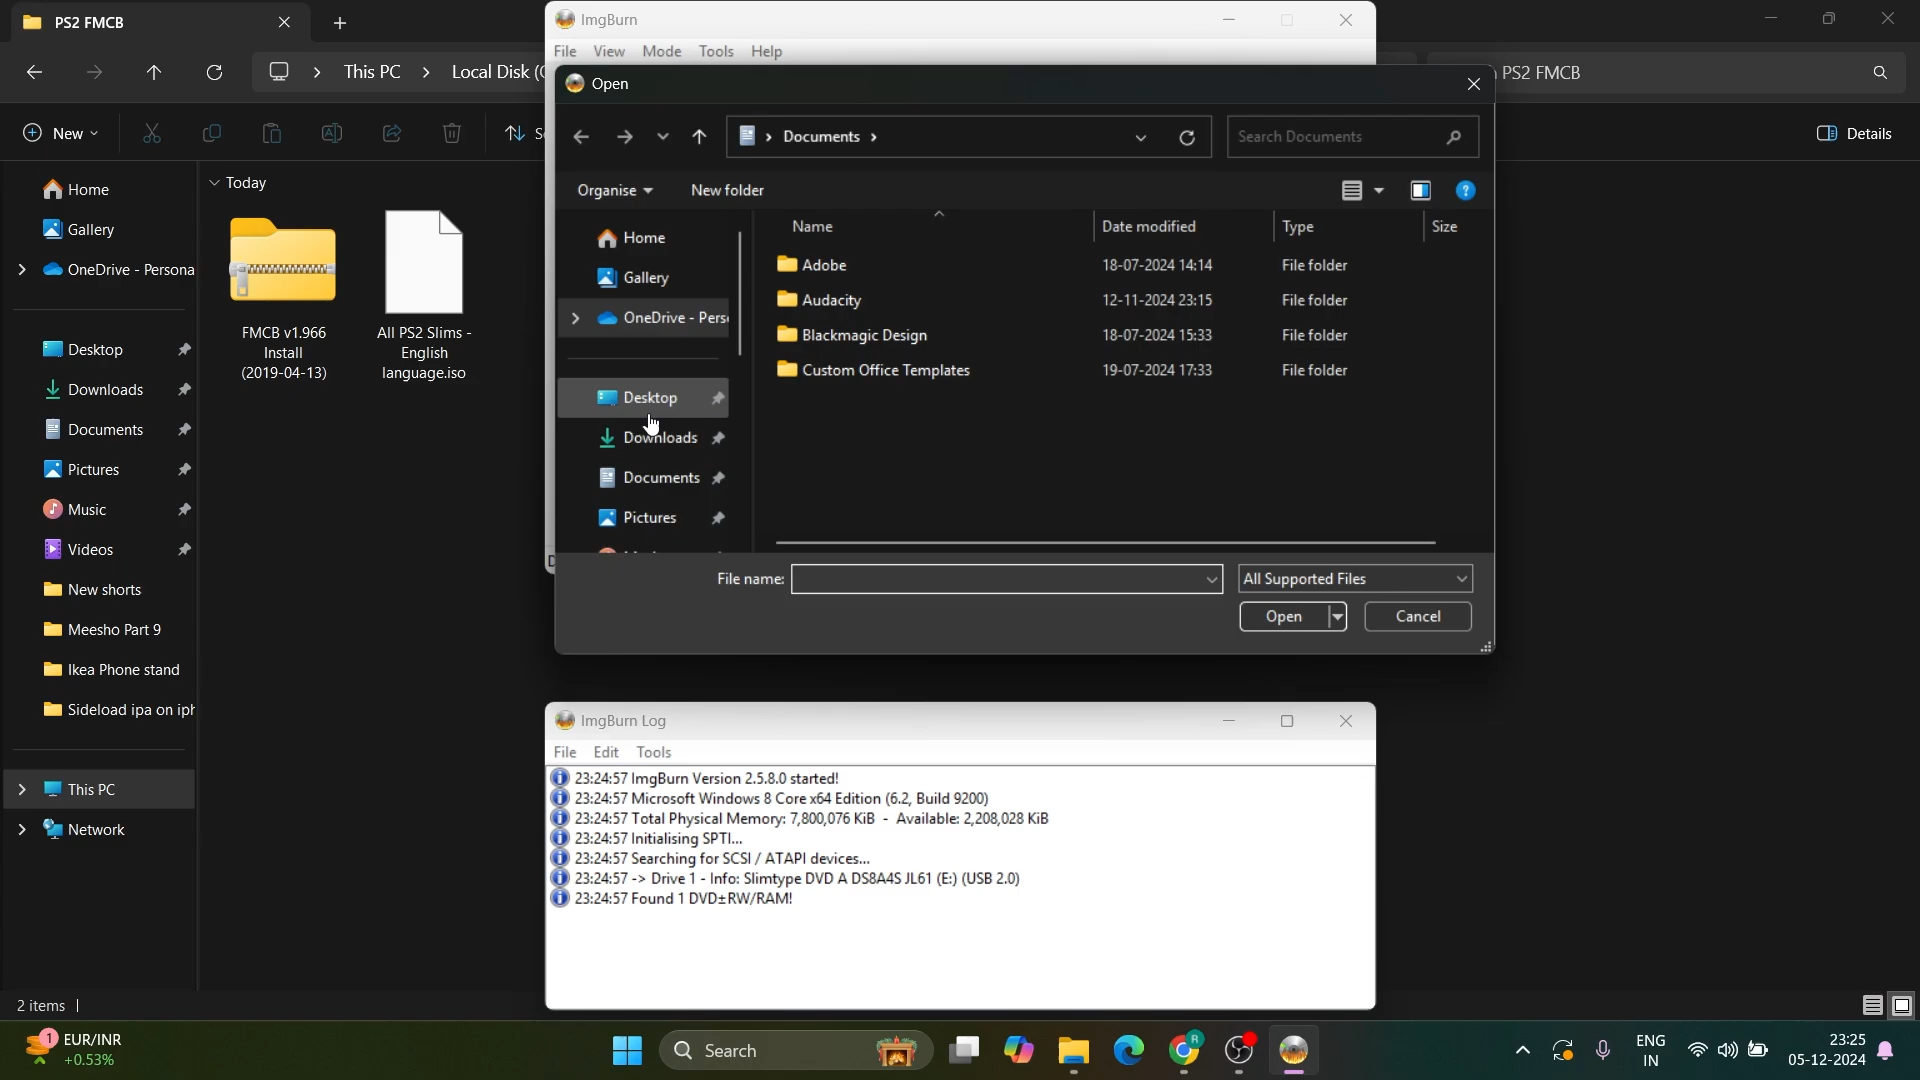 PS2 FMCB
This PC
Local Disk (
PS2 FMCB
New
Details
Home
Gallery
OneDrive - Persona
Desktop
Downloads
Documents
Pictures
Music
Videos
New shorts
Meesho Part 9
Ikea Phone stand
Sideload ipa on iph
This PC
Network
2 items
Today
FMCB v1.966
Install
(2019-04-13)
All PS2 Slims -
English
language.iso
ImgBurn
File View Mode Tools Help
Open
Documents
Search Documents
Organise New folder
Home
Gallery
OneDrive - Pers
Desktop
Downloads
Documents
Pictures
Name Date modified Type Size
Adobe 18-07-2024 14:14 File folder
Audacity 12-11-2024 23:15 File folder
Blackmagic Design 18-07-2024 15:33 File folder
Custom Office Templates 19-07-2024 17:33 File folder
File name:
All Supported Files
Open Cancel
ImgBurn Log
File Edit Tools
23:24:57 ImgBurn Version 2.5.8.0 started!
23:24:57 Microsoft Windows 8 Core x64 Edition (6.2, Build 9200)
23:24:57 Total Physical Memory: 7,800,076 KiB - Available: 2,208,028 KiB
23:24:57 Initialising SPTI...
23:24:57 Searching for SCSI / ATAPI devices...
23:24:57 -> Drive 1 - Info: Slimtype DVD A DS8A4S JL61 (E:) (USB 2.0)
23:24:57 Found 1 DVD±RW/RAM!
1
EUR/INR
+0.53%
Search
R
ENG
IN
23:25
05-12-2024